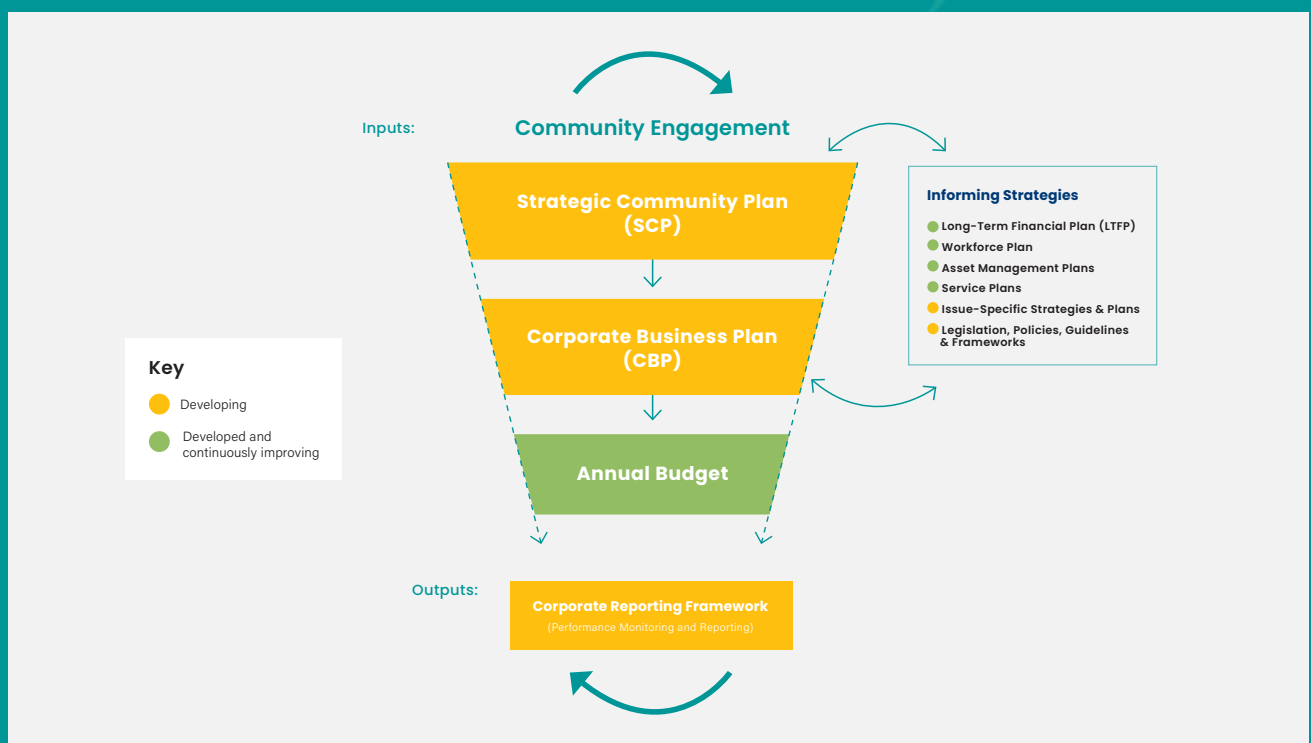 Inputs:
Community Engagement
Strategic Community Plan
(SCP)
Corporate Business Plan
(CBP)
Annual Budget
Informing Strategies
Long-Term Financial Plan (LTFP)
Workforce Plan
Asset Management Plans
Service Plans
Issue-Specific Strategies & Plans
Legislation, Policies, Guidelines
& Frameworks
Key
Developing
Developed and
continuously improving
Outputs:
Corporate Reporting Framework
(Performance Monitoring and Reporting)